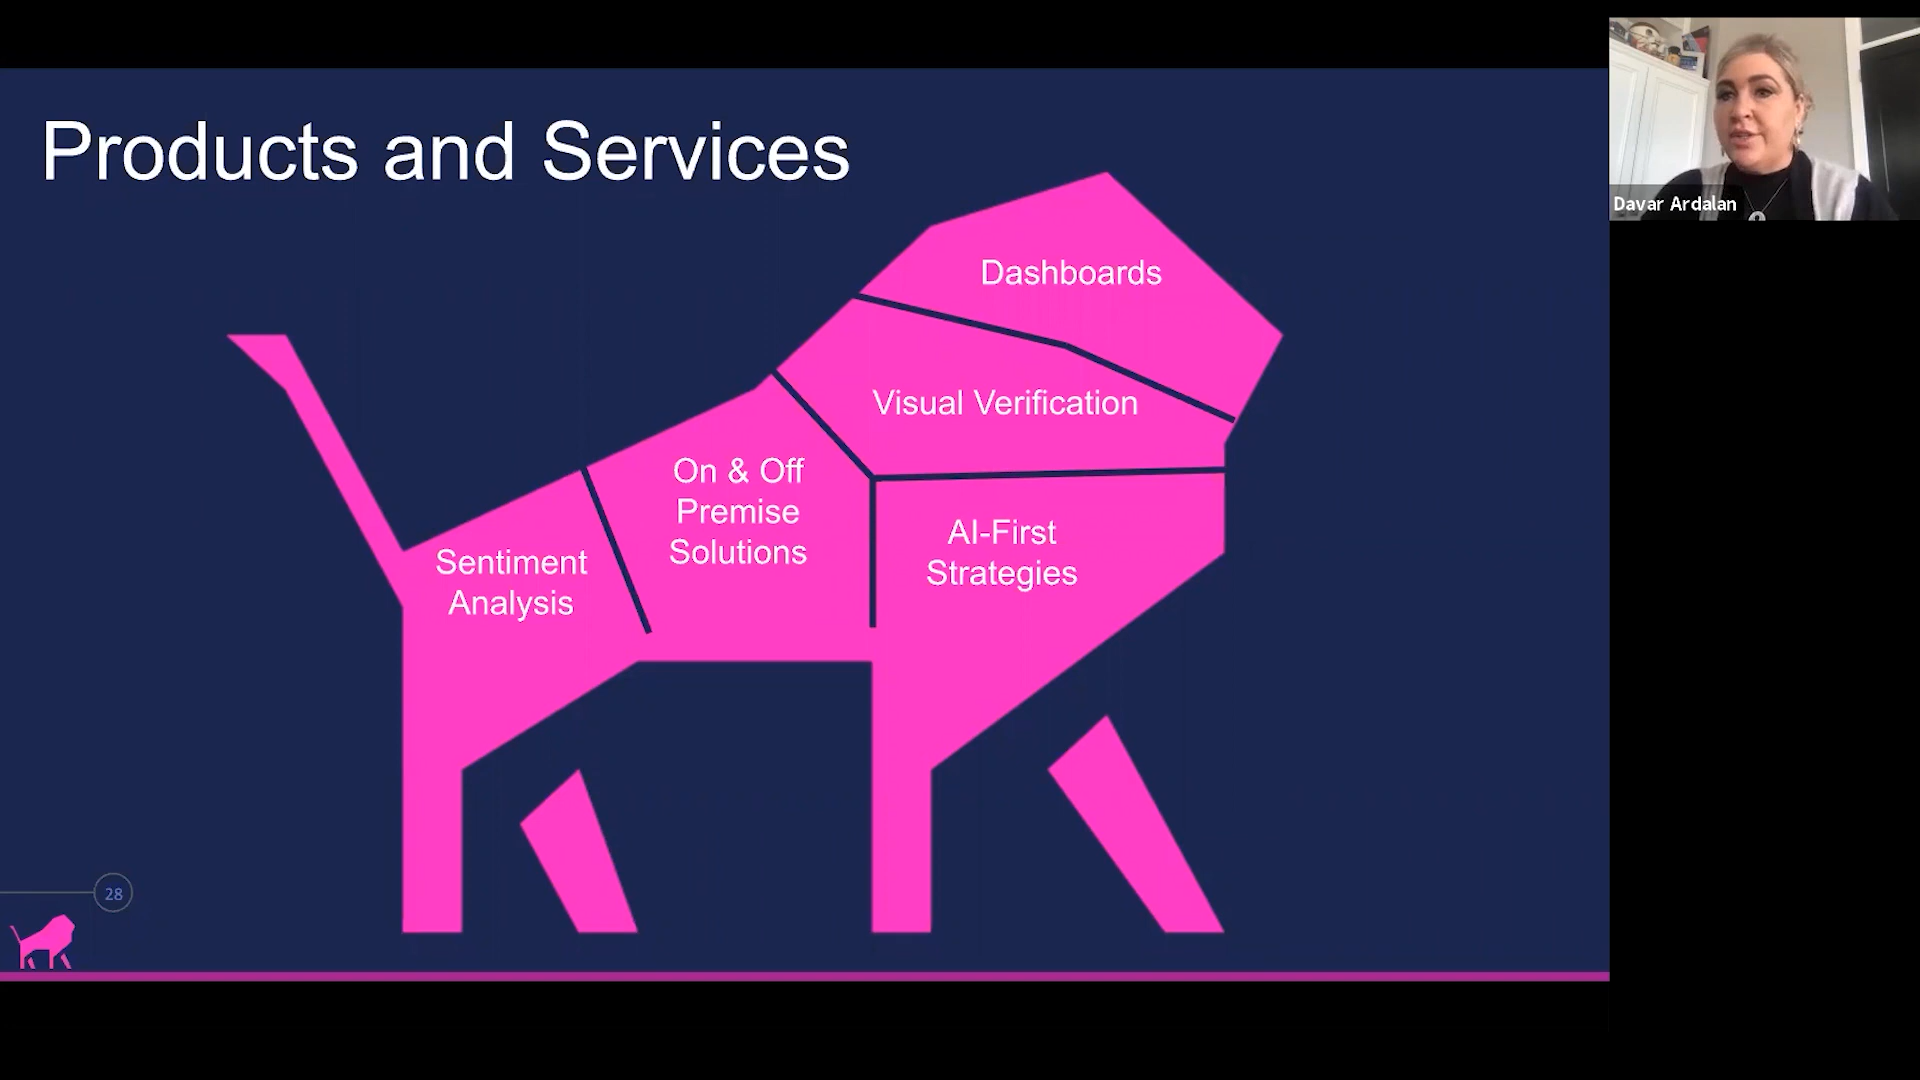 Products and Services
Dashboards
Visual Verification
On & Off
Premise
Solutions
AI-First
Strategies
Sentiment
Analysis
28
Davar Ardalan